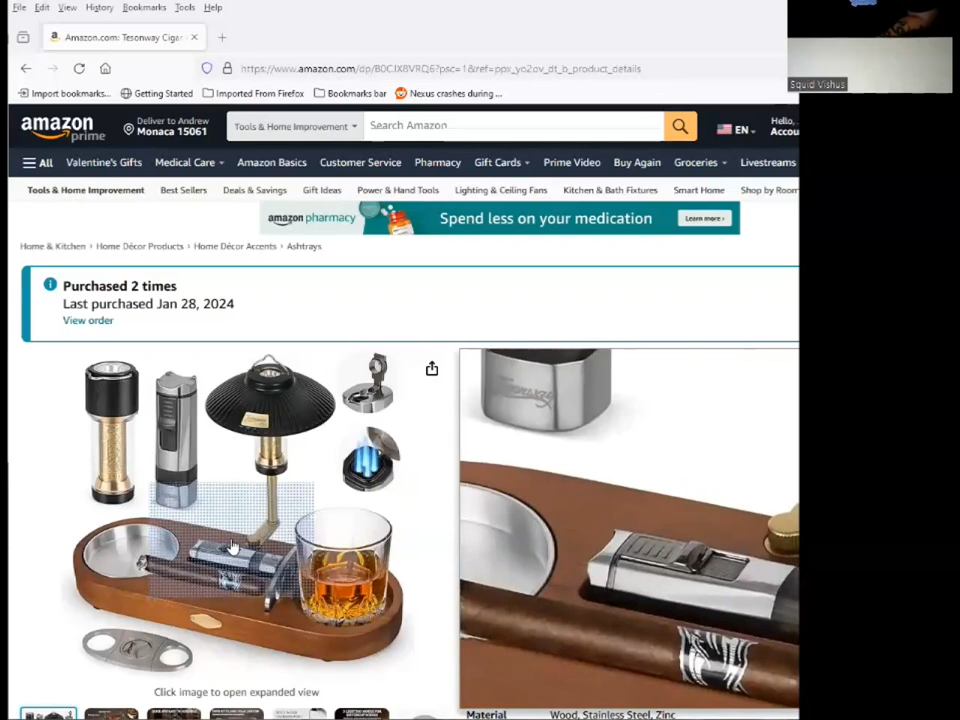 File Edit View History Bookmarks Tools Help
Amazon.com: Tesonway Cigar
https://www.amazon.com/dp/B0CJX8VRQ6?psc=1&ref=ppx_yo2ov_dt_b_product_details
Import bookmarks... Getting Started Imported From Firefox Bookmarks bar Nexus crashes during ...
Squid Vishus
amazon prime
Deliver to Andrew
Monaca 15061
Tools & Home Improvement
Search Amazon
EN
Hello,
Accou
All Valentine's Gifts Medical Care Amazon Basics Customer Service Pharmacy Gift Cards Prime Video Buy Again Groceries Livestreams
Tools & Home Improvement Best Sellers Deals & Savings Gift Ideas Power & Hand Tools Lighting & Ceiling Fans Kitchen & Bath Fixtures Smart Home Shop by Room
amazon pharmacy Spend less on your medication Learn more ›
Home & Kitchen › Home Décor Products › Home Décor Accents › Ashtrays
Purchased 2 times
Last purchased Jan 28, 2024
View order
Click image to open expanded view
Material Wood, Stainless Steel, Zinc